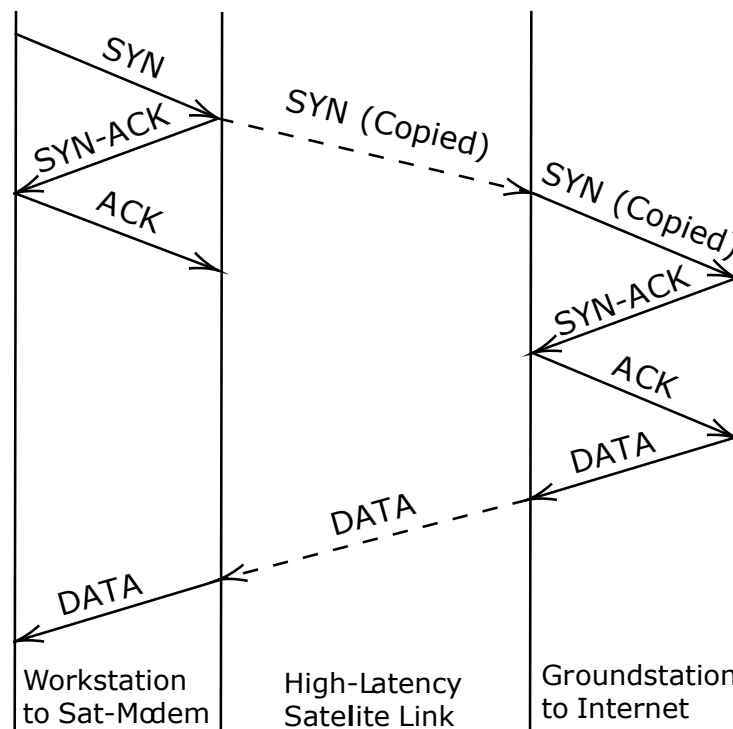 SYN
SYN-ACK
SYN (Copied)
ACK
SYN (Copied)
SYN-ACK
ACK
DATA
DATA
DATA
Workstation
to Sat-Modem
High-Latency
Satelite Link
Groundstation
to Internet